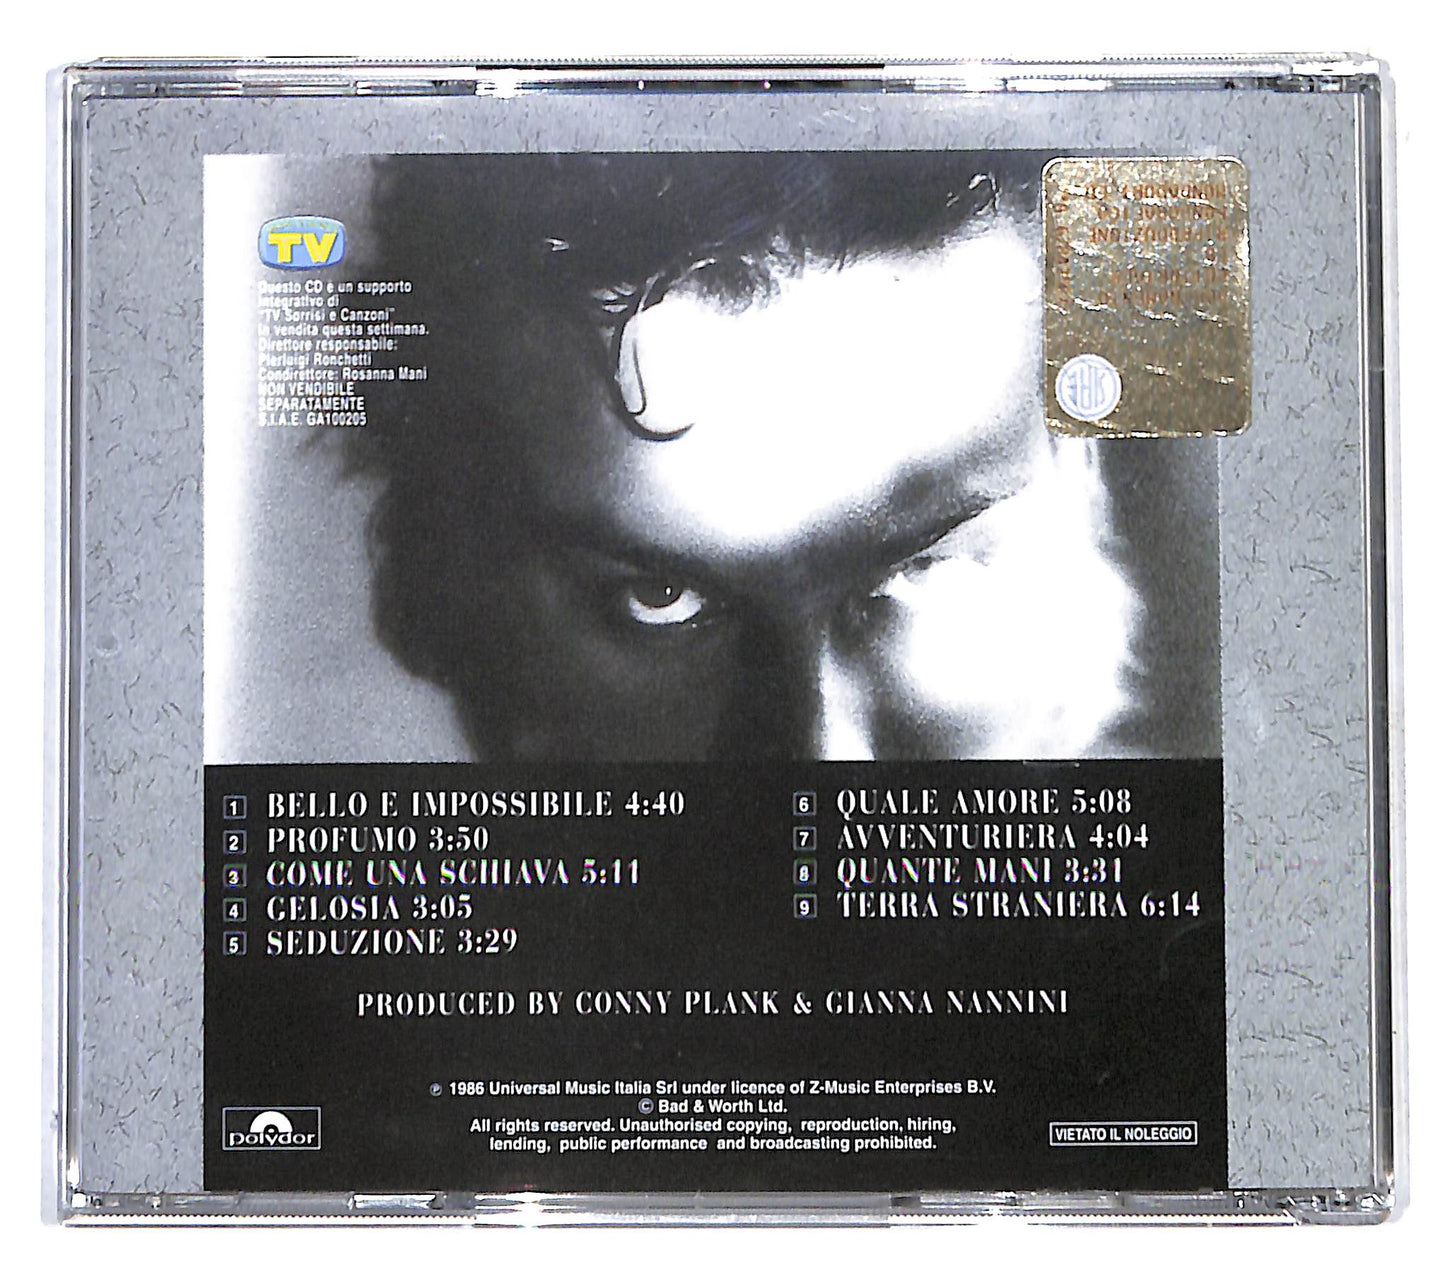 TV
Questo CD e un supporto
integrativo di
"TV Sorrisi e Canzoni"
in vendita questa settimana.
Direttore responsabile:
Pierluigi Ronchetti
Condirettore: Rosanna Mani
NON VENDIBILE
SEPARATAMENTE
S.I.A.E. GA100205
SIAE
1 BELLO E IMPOSSIBILE 4:40
2 PROFUMO 3:50
3 COME UNA SCHIAVA 5:11
4 GELOSIA 3:05
5 SEDUZIONE 3:29
6 QUALE AMORE 5:08
7 AVVENTURIERA 4:04
8 QUANTE MANI 3:31
9 TERRA STRANIERA 6:14
PRODUCED BY CONNY PLANK & GIANNA NANNINI
℗ 1986 Universal Music Italia Srl under licence of Z-Music Enterprises B.V.
© Bad & Worth Ltd.
All rights reserved. Unauthorised copying, reproduction, hiring,
lending, public performance and broadcasting prohibited.
polydor
VIETATO IL NOLEGGIO